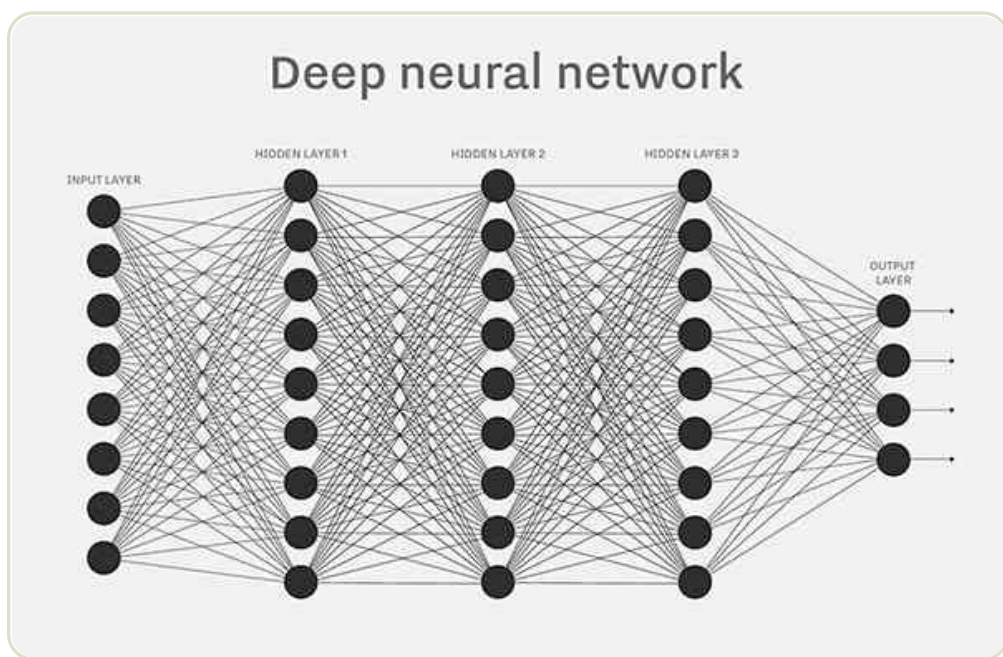 Deep neural network
INPUT LAYER
HIDDEN LAYER 1
HIDDEN LAYER 2
HIDDEN LAYER 3
OUTPUT
LAYER